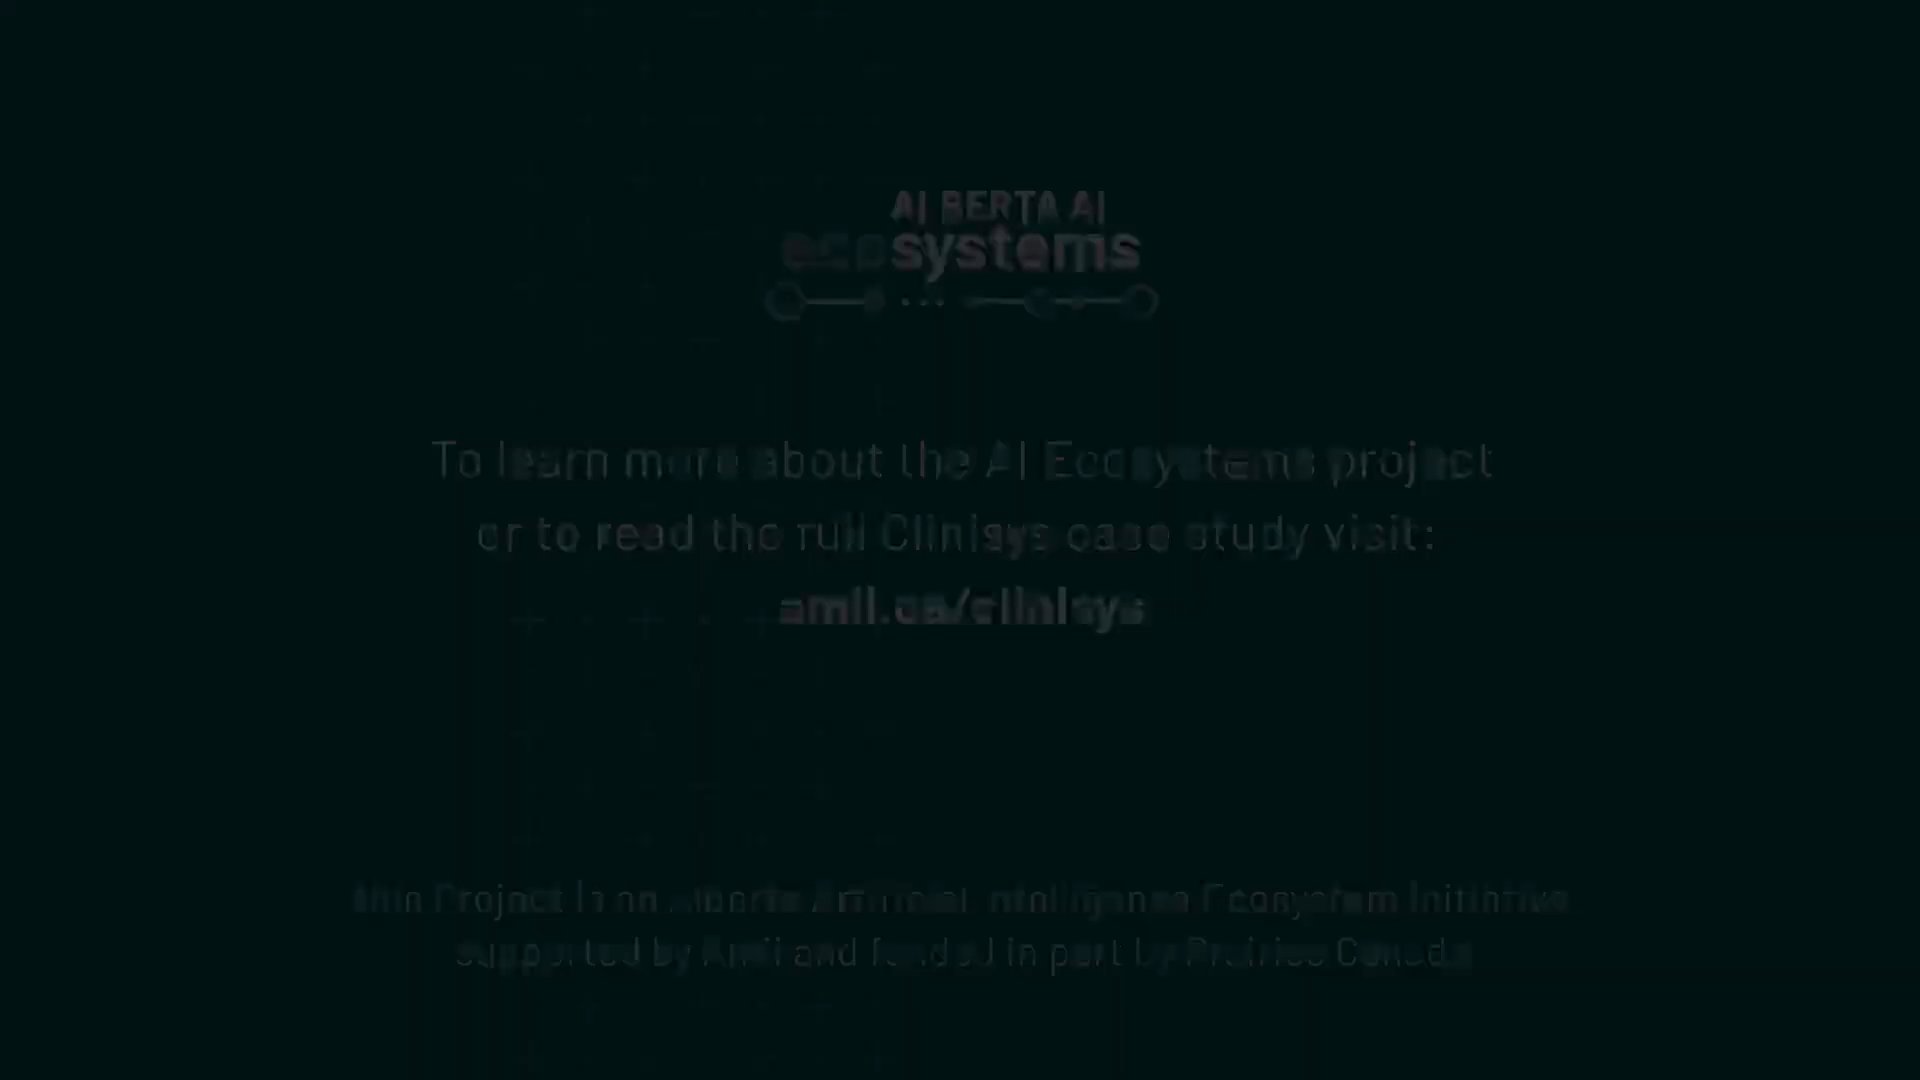 ALBERTA AI
ecosystems
To learn more about the AI Ecosystems project
or to read the full Clinisys case study visit:
amii.ca/clinisys
This Project is an Alberta Artificial Intelligence Ecosystem Initiative
supported by Amii and funded in part by Prairies Canada